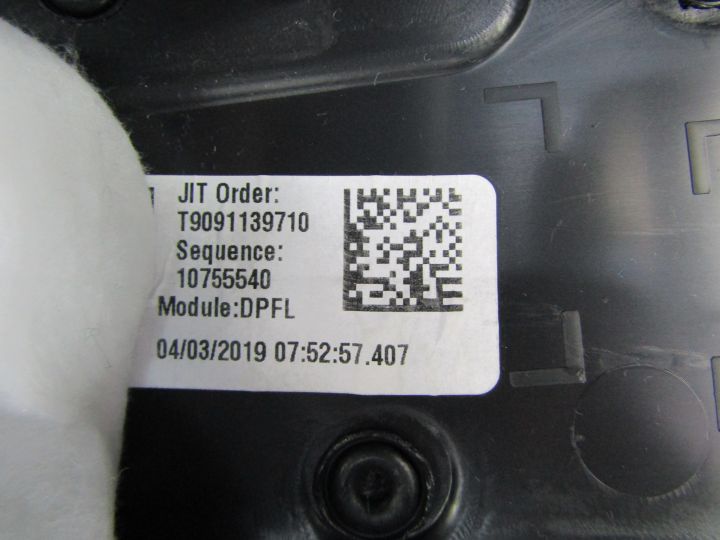 JIT Order:
T9091139710
Sequence:
10755540
Module:DPFL
04/03/2019 07:52:57.407